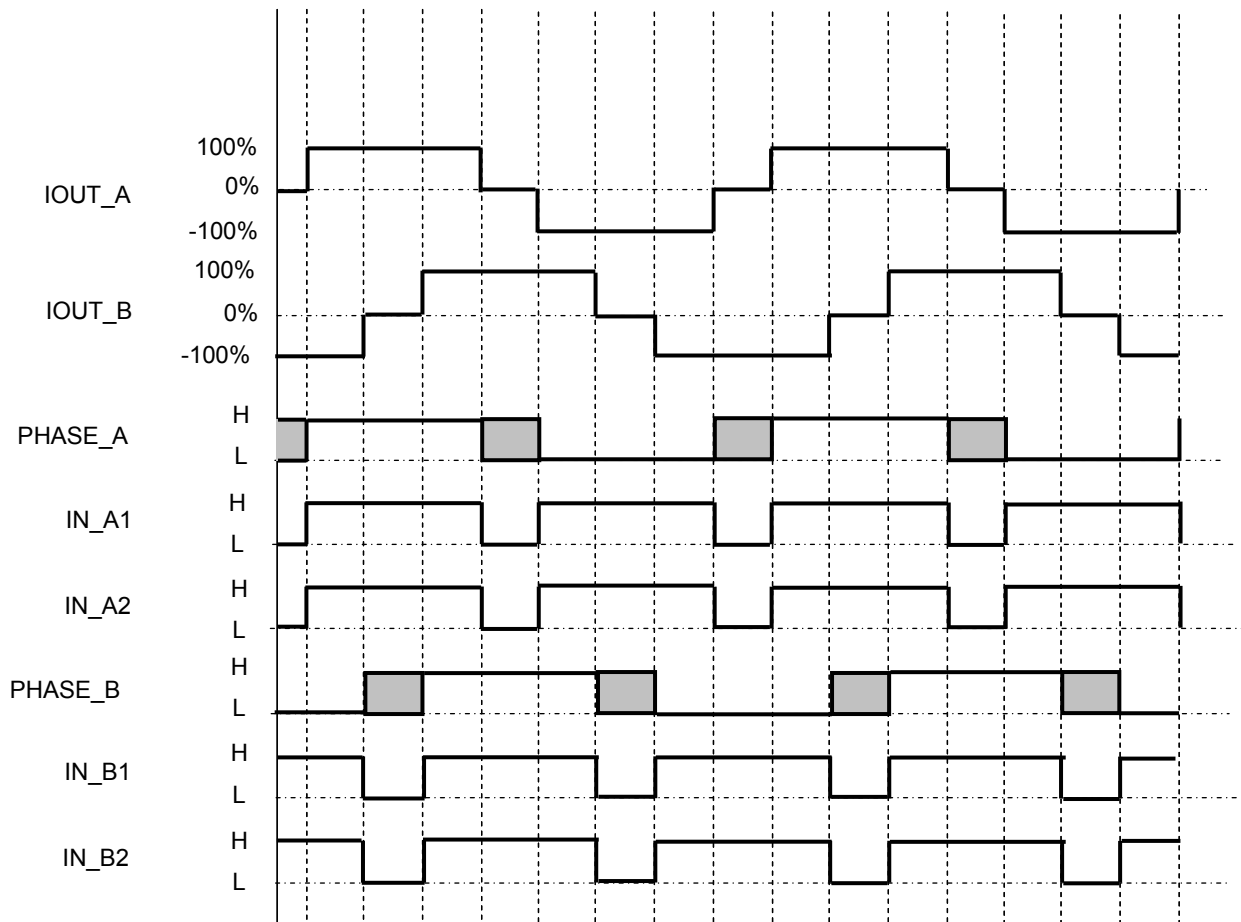 100%
IOUT_A
0%
-100%
100%
IOUT_B
0%
-100%
H
PHASE_A
L
H
IN_A1
L
H
IN_A2
L
H
PHASE_B
L
H
IN_B1
L
H
IN_B2
L